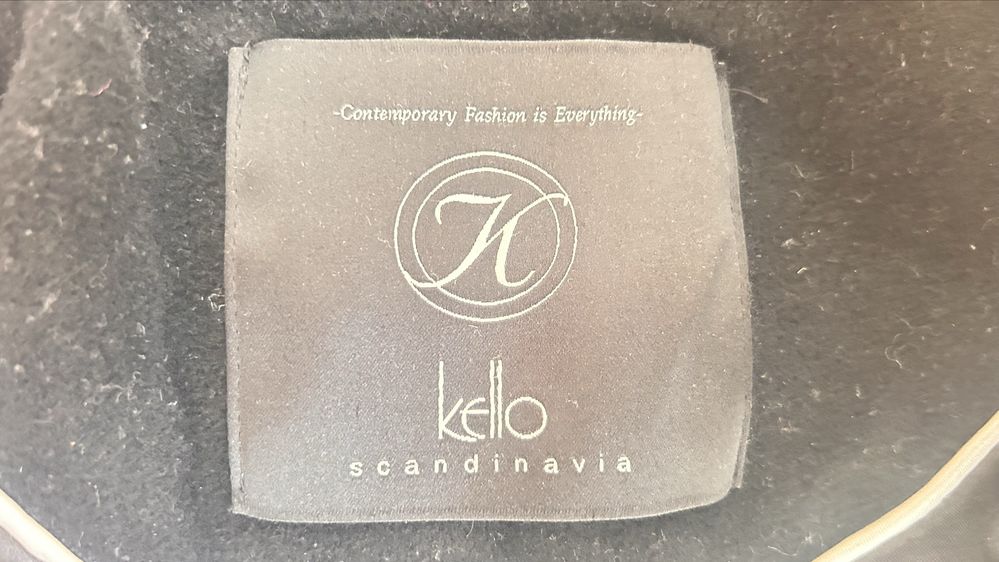 -Contemporary Fashion is Everything-
K
kello
scandinavia